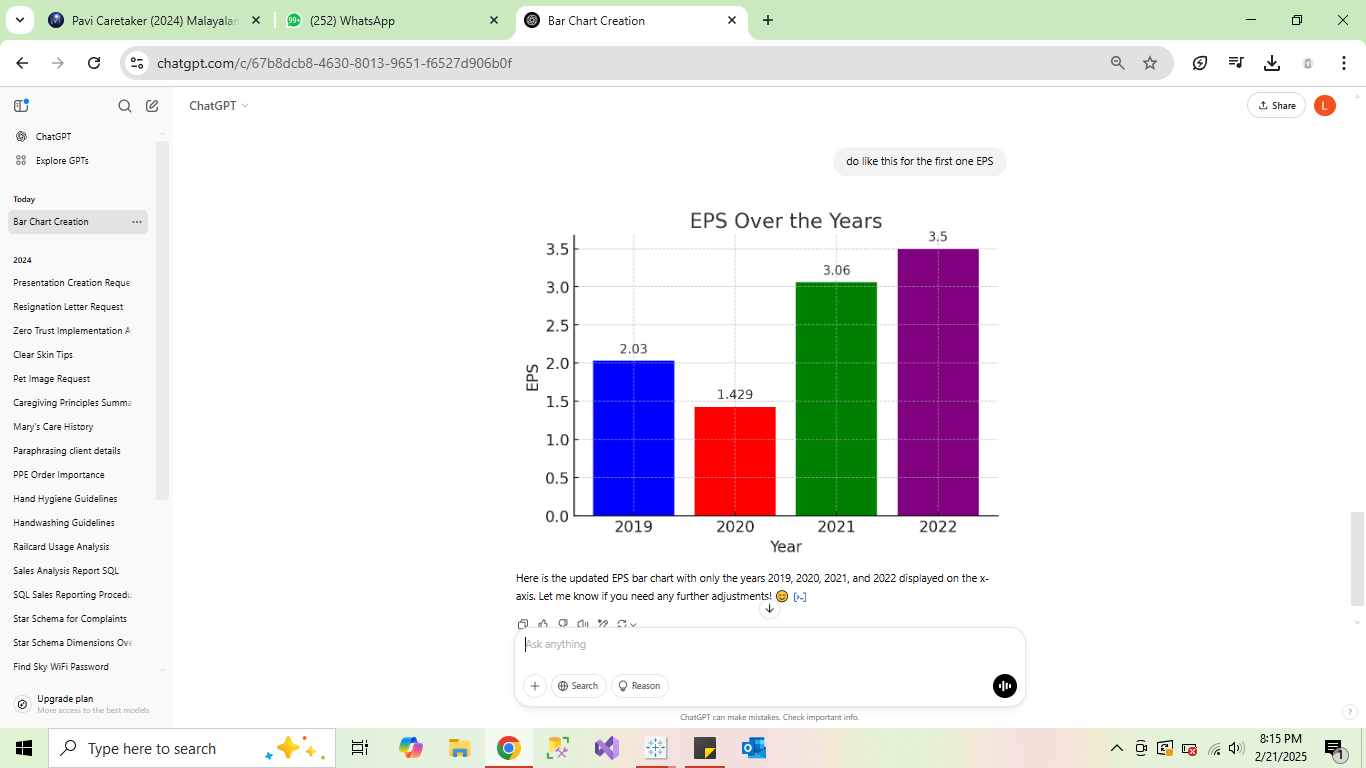 Pavi Caretaker (2024) Malayalan
99+
(252) WhatsApp
Bar Chart Creation
chatgpt.com/c/67b8dcb8-4630-8013-9651-f6527d906b0f
ChatGPT
Share
L
ChatGPT
Explore GPTs
Today
Bar Chart Creation
2024
Presentation Creation Reque
Resignation Letter Request
Zero Trust Implementation A
Clear Skin Tips
Pet Image Request
Caregiving Principles Summa
Mary's Care History
Paraphrasing client details
PPE Order Importance
Hand Hygiene Guidelines
Handwashing Guidelines
Railcard Usage Analysis
Sales Analysis Report SQL
SQL Sales Reporting Procedu
Star Schema for Complaints
Star Schema Dimensions Ove
Find Sky WiFi Password
Upgrade plan
More access to the best models
do like this for the first one EPS
EPS Over the Years
3.5
3.0
2.5
2.0
1.5
1.0
0.5
0.0
EPS
2.03
1.429
3.06
3.5
2019
2020
2021
2022
Year
Here is the updated EPS bar chart with only the years 2019, 2020, 2021, and 2022 displayed on the x-
axis. Let me know if you need any further adjustments! 😊 [>-]
Ask anything
Search
Reason
ChatGPT can make mistakes. Check important info.
?
Type here to search
8:15 PM
2/21/2025
1